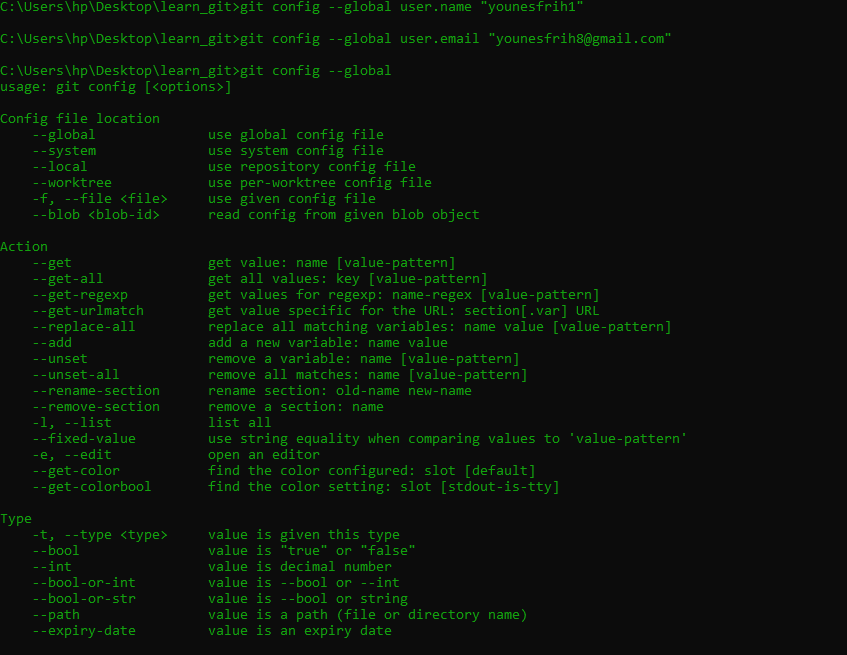 C:\Users\hp\Desktop\learn_git>git config --global user.name "younesfrih1"
C:\Users\hp\Desktop\learn_git>git config --global user.email "younesfrih8@gmail.com"
C:\Users\hp\Desktop\learn_git>git config --global
usage: git config [<options>]
Config file location
    --global              use global config file
    --system              use system config file
    --local               use repository config file
    --worktree            use per-worktree config file
    -f, --file <file>     use given config file
    --blob <blob-id>      read config from given blob object
Action
    --get                 get value: name [value-pattern]
    --get-all             get all values: key [value-pattern]
    --get-regexp          get values for regexp: name-regex [value-pattern]
    --get-urlmatch        get value specific for the URL: section[.var] URL
    --replace-all         replace all matching variables: name value [value-pattern]
    --add                 add a new variable: name value
    --unset               remove a variable: name [value-pattern]
    --unset-all           remove all matches: name [value-pattern]
    --rename-section      rename section: old-name new-name
    --remove-section      remove a section: name
    -l, --list            list all
    --fixed-value         use string equality when comparing values to 'value-pattern'
    -e, --edit            open an editor
    --get-color           find the color configured: slot [default]
    --get-colorbool       find the color setting: slot [stdout-is-tty]
Type
    -t, --type <type>     value is given this type
    --bool                value is "true" or "false"
    --int                 value is decimal number
    --bool-or-int         value is --bool or --int
    --bool-or-str         value is --bool or string
    --path                value is a path (file or directory name)
    --expiry-date         value is an expiry date